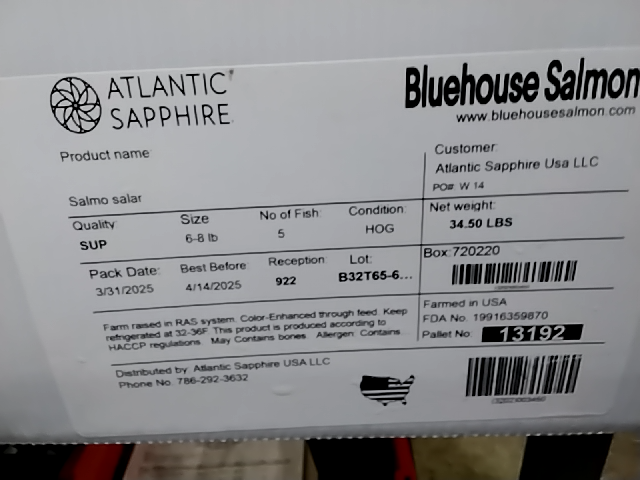 ATLANTIC
SAPPHIRE
Bluehouse Salmon
www.bluehousesalmon.com
Product name
Salmo salar
Customer:
Atlantic Sapphire Usa LLC
PO# W 14
Quality:
SUP
Size
6-8 lb
No of Fish:
5
Condition:
HOG
Net weight:
34.50 LBS
Pack Date:
3/31/2025
Best Before:
4/14/2025
Reception
922
Lot:
B32T65-6...
Box:720220
Farm raised in RAS system. Color-Enhanced through feed. Keep
refrigerated at 32-36F. This product is produced according to
HACCP regulations. May Contains bones. Allergen: Contains
Farmed in USA
FDA No. 19916359870
Pallet No: 13192
Distributed by: Atlantic Sapphire USA LLC
Phone No. 786-292-3632